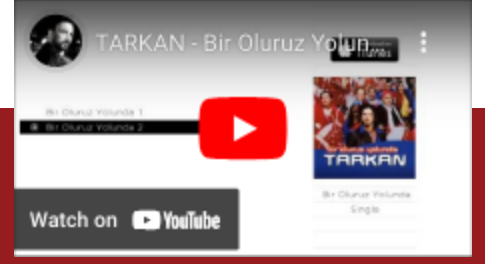 TARKAN - Bir Oluruz Yolun...
iTunes
Bir Oluruz Yolunda 1
Bir Oluruz Yolunda 2
bir oluruz yolunda
TARKAN
Bir Oluruz Yolunda
Single
Watch on YouTube